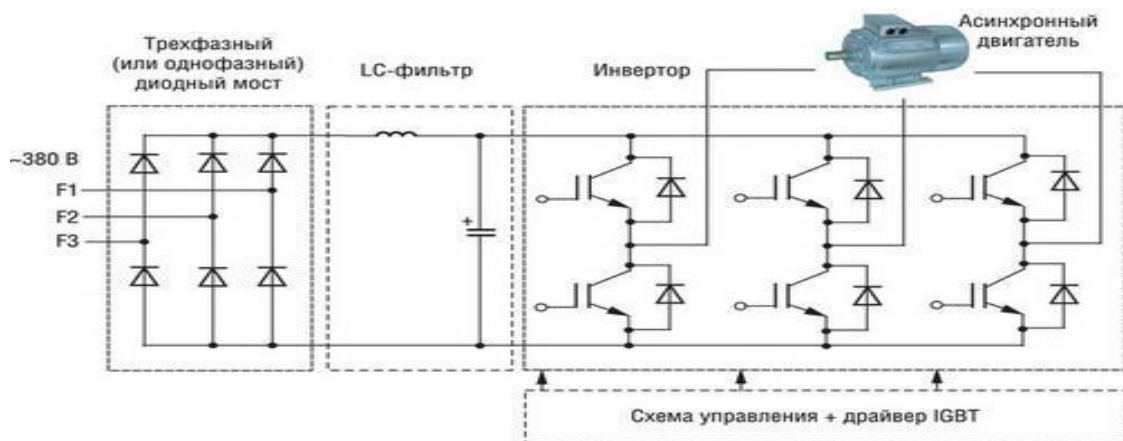 Трехфазный
(или однофазный)
диодный мост
LC-фильтр
Инвертор
Асинхронный
двигатель
~380 В
F1
F2
F3
+
Схема управления + драйвер IGBT